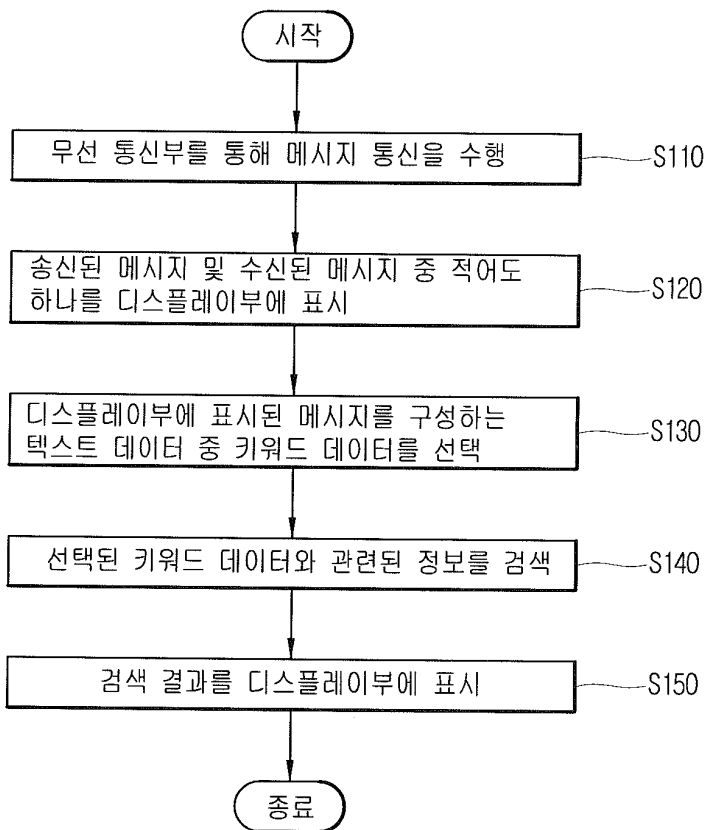 시작
무선 통신부를 통해 메시지 통신을 수행
S110
송신된 메시지 및 수신된 메시지 중 적어도
하나를 디스플레이부에 표시
S120
디스플레이부에 표시된 메시지를 구성하는
텍스트 데이터 중 키워드 데이터를 선택
S130
선택된 키워드 데이터와 관련된 정보를 검색
S140
검색 결과를 디스플레이부에 표시
S150
종료